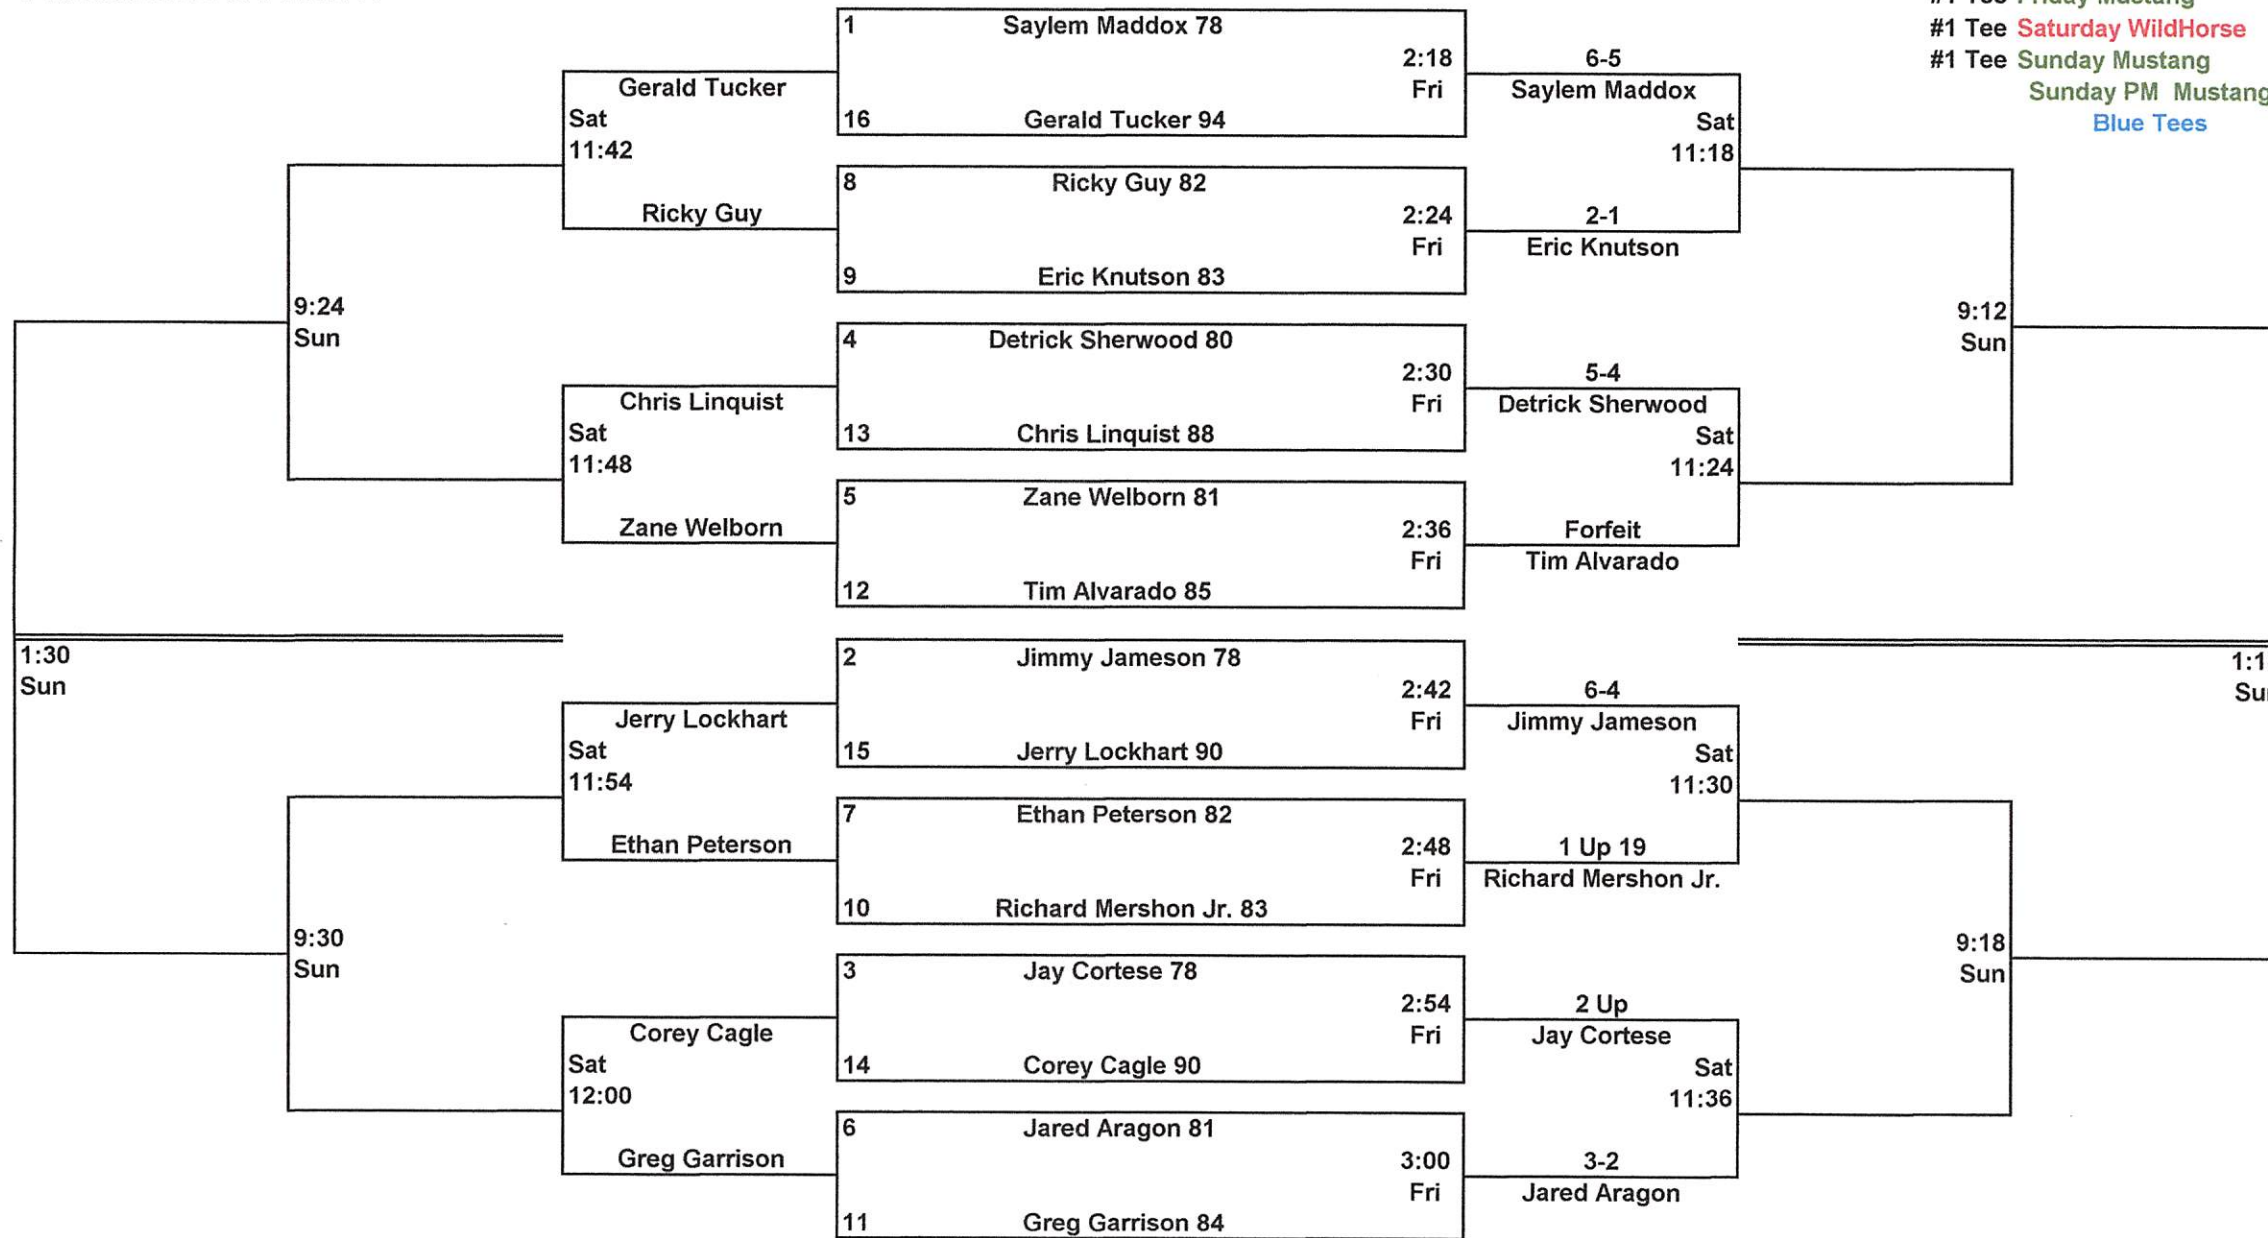 #1 Tee Friday Mustang
#1 Tee Saturday WildHorse
#1 Tee Sunday Mustang
Sunday PM Mustang
Blue Tees
1 Saylem Maddox 78
2:18
Fri
16 Gerald Tucker 94
8 Ricky Guy 82
2:24
Fri
9 Eric Knutson 83
4 Detrick Sherwood 80
2:30
Fri
13 Chris Linquist 88
5 Zane Welborn 81
2:36
Fri
12 Tim Alvarado 85
2 Jimmy Jameson 78
2:42
Fri
15 Jerry Lockhart 90
7 Ethan Peterson 82
2:48
Fri
10 Richard Mershon Jr. 83
3 Jay Cortese 78
2:54
Fri
14 Corey Cagle 90
6 Jared Aragon 81
3:00
Fri
11 Greg Garrison 84
Gerald Tucker
Sat
11:42
Ricky Guy
Chris Linquist
Sat
11:48
Zane Welborn
Jerry Lockhart
Sat
11:54
Ethan Peterson
Corey Cagle
Sat
12:00
Greg Garrison
9:24
Sun
9:30
Sun
1:30
Sun
6-5
Saylem Maddox
Sat
11:18
2-1
Eric Knutson
5-4
Detrick Sherwood
Sat
11:24
Forfeit
Tim Alvarado
6-4
Jimmy Jameson
Sat
11:30
1 Up 19
Richard Mershon Jr.
2 Up
Jay Cortese
Sat
11:36
3-2
Jared Aragon
9:12
Sun
9:18
Sun